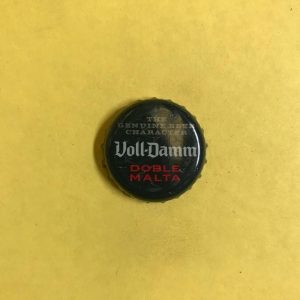 THE
GENUINE BEER
CHARACTER
Voll-Damm
DOBLE
MALTA